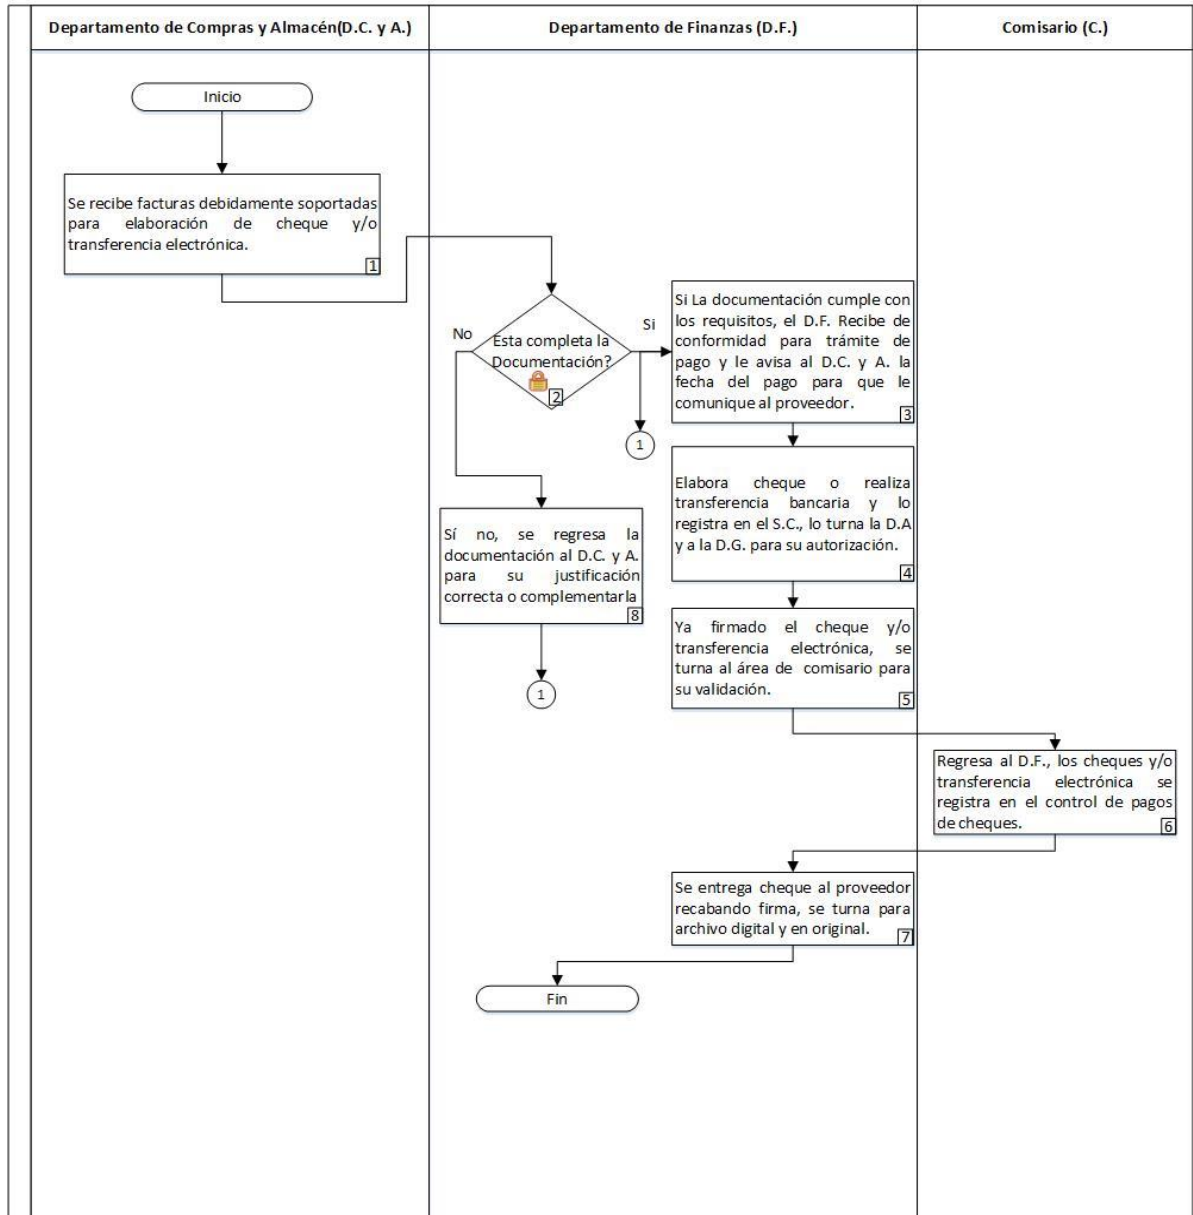 Departamento de Compras y Almacén(D.C. y A.)
Departamento de Finanzas (D.F.)
Comisario (C.)
Inicio
Se recibe facturas debidamente soportadas
para elaboración de cheque y/o
transferencia electrónica.
1
Esta completa la
Documentación?
2
No
Si
1
Si La documentación cumple con
los requisitos, el D.F. Recibe de
conformidad para trámite de
pago y le avisa al D.C. y A. la
fecha del pago para que le
comunique al proveedor.
3
Elabora cheque o realiza
transferencia bancaria y lo
registra en el S.C., lo turna la D.A
y a la D.G. para su autorización.
4
Sí no, se regresa la
documentación al D.C. y A.
para su justificación
correcta o complementarla
8
1
Ya firmado el cheque y/o
transferencia electrónica, se
turna al área de comisario para
su validación.
5
Regresa al D.F., los cheques y/o
transferencia electrónica se
registra en el control de pagos
de cheques.
6
Se entrega cheque al proveedor
recabando firma, se turna para
archivo digital y en original.
7
Fin